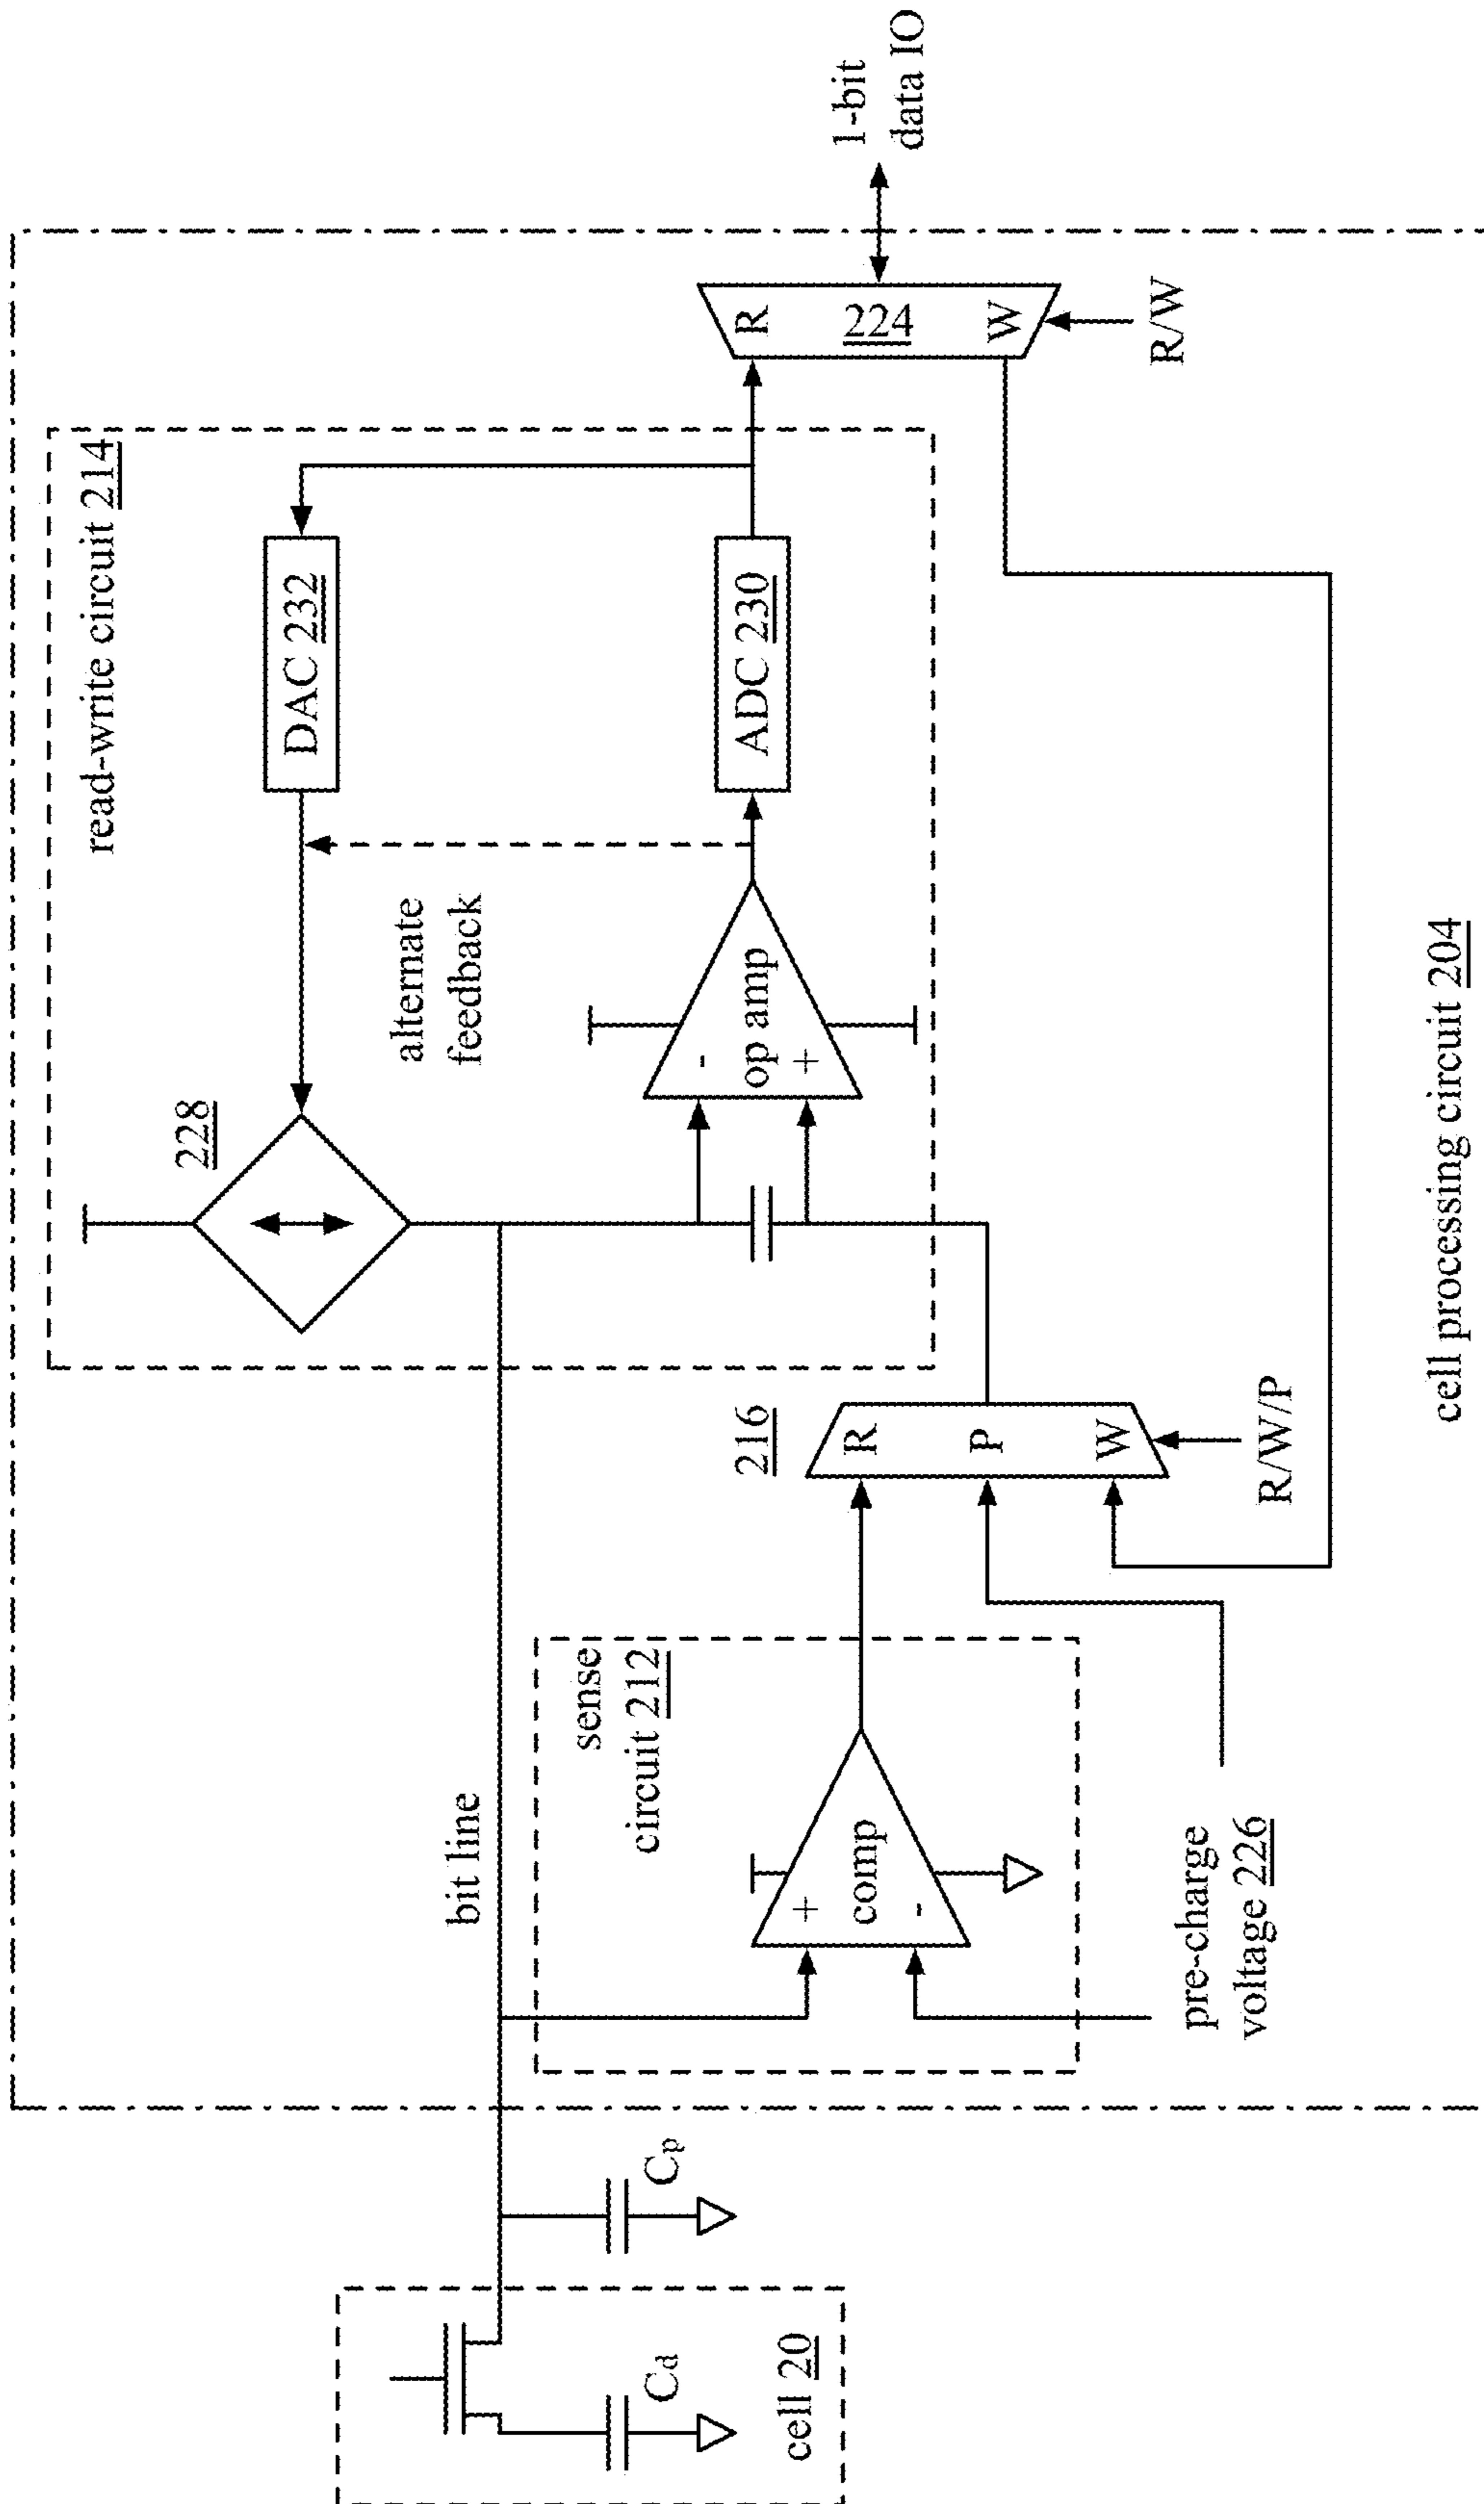 read-write circuit 214
228
DAC 232
alternate
feedback
-
op amp
+
ADC 230
1-bit
data IO
R
224
W
R/W
bit line
sense
circuit 212
+
comp
-
216
R
P
W
R/W/P
pre-charge
voltage 226
Cp
Cd
cell 20
cell processing circuit 204